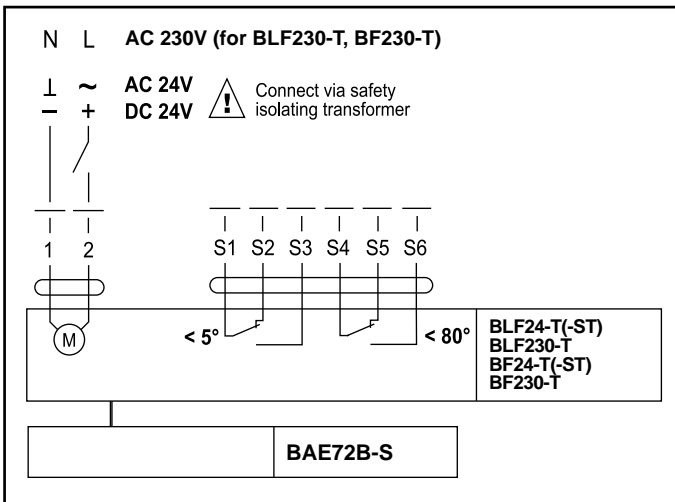 N L AC 230V (for BLF230-T, BF230-T)
⊥ ~ AC 24V
− + DC 24V
! Connect via safety
isolating transformer
1 2 S1 S2 S3 S4 S5 S6
M < 5° < 80°
BLF24-T(-ST)
BLF230-T
BF24-T(-ST)
BF230-T
BAE72B-S